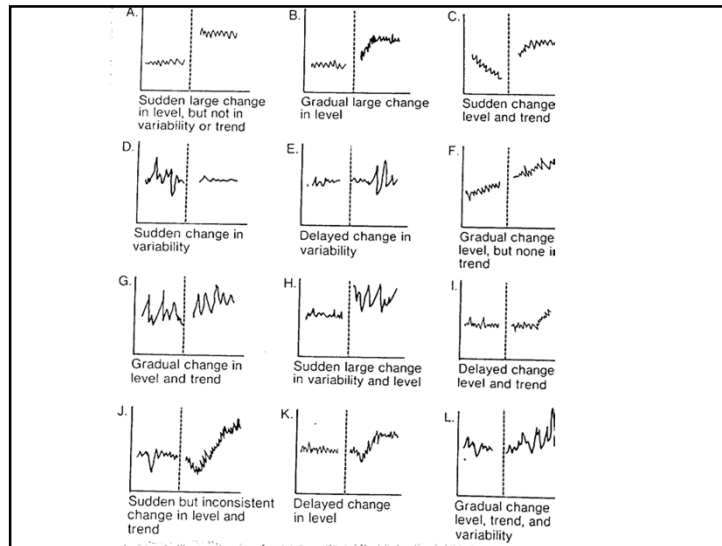 A.
Sudden large change
in level, but not in
variability or trend
B.
Gradual large change
in level
C.
Sudden change
level and trend
D.
Sudden change in
variability
E.
Delayed change in
variability
F.
Gradual change
level, but none in
trend
G.
Gradual change in
level and trend
H.
Sudden large change
in variability and level
I.
Delayed change
level and trend
J.
Sudden but inconsistent
change in level and
trend
K.
Delayed change
in level
L.
Gradual change
level, trend, and
variability